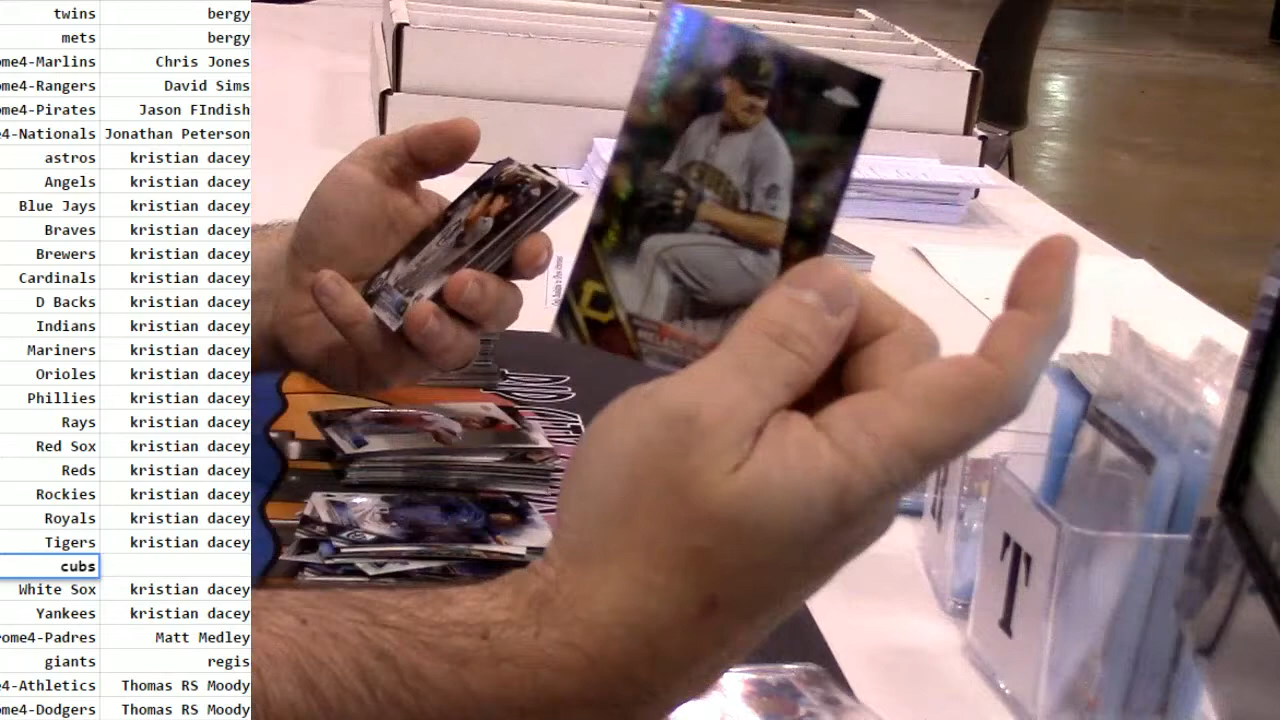 twins bergy
mets bergy
ome4-Marlins Chris Jones
ome4-Rangers David Sims
ome4-Pirates Jason FIndish
4-Nationals Jonathan Peterson
astros kristian dacey
Angels kristian dacey
Blue Jays kristian dacey
Braves kristian dacey
Brewers kristian dacey
Cardinals kristian dacey
D Backs kristian dacey
Indians kristian dacey
Mariners kristian dacey
Orioles kristian dacey
Phillies kristian dacey
Rays kristian dacey
Red Sox kristian dacey
Reds kristian dacey
Rockies kristian dacey
Royals kristian dacey
Tigers kristian dacey
cubs
White Sox kristian dacey
Yankees kristian dacey
rome4-Padres Matt Medley
giants regis
e4-Athletics Thomas RS Moody
ome4-Dodgers Thomas RS Moody
T